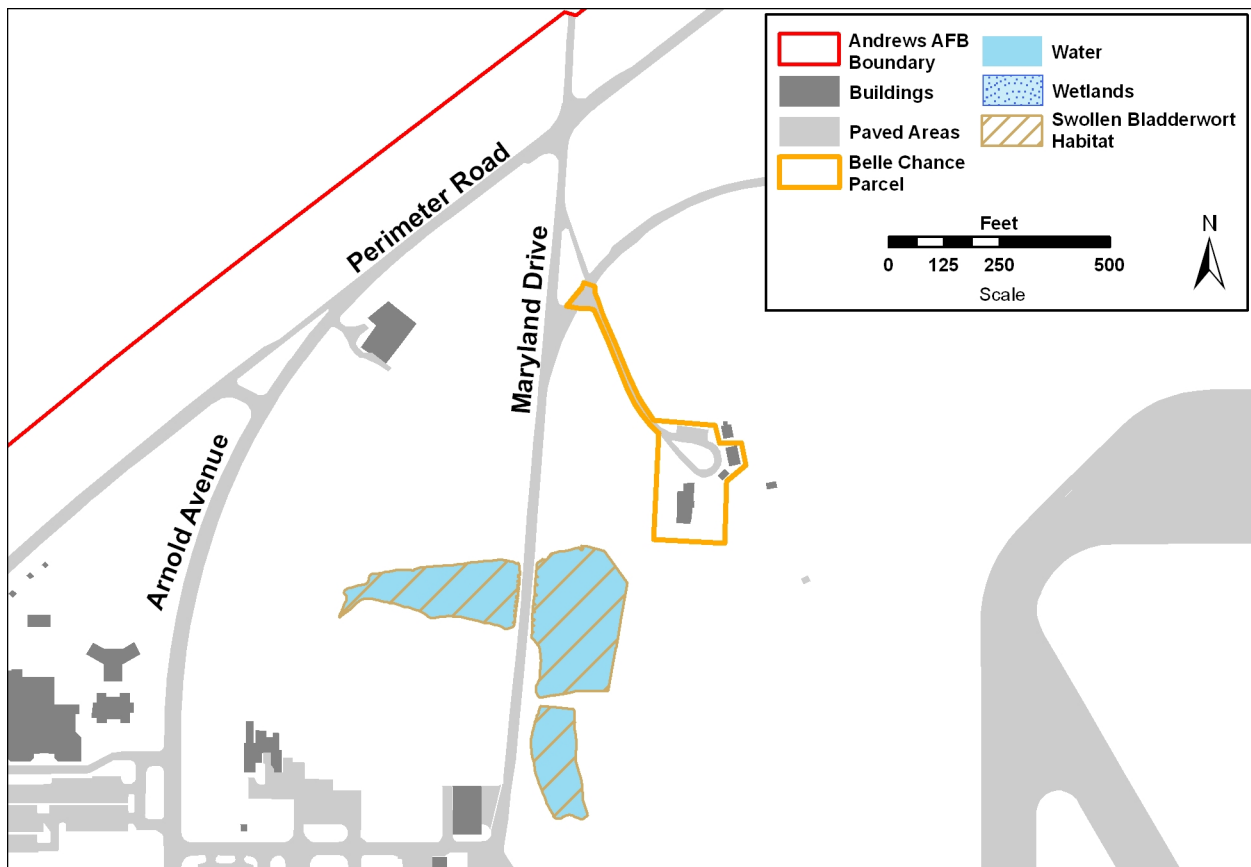 Andrews AFB
Boundary
Buildings
Paved Areas
Belle Chance
Parcel
Water
Wetlands
Swollen Bladderwort
Habitat
Feet
0 125 250 500
Scale
N
Perimeter Road
Maryland Drive
Arnold Avenue